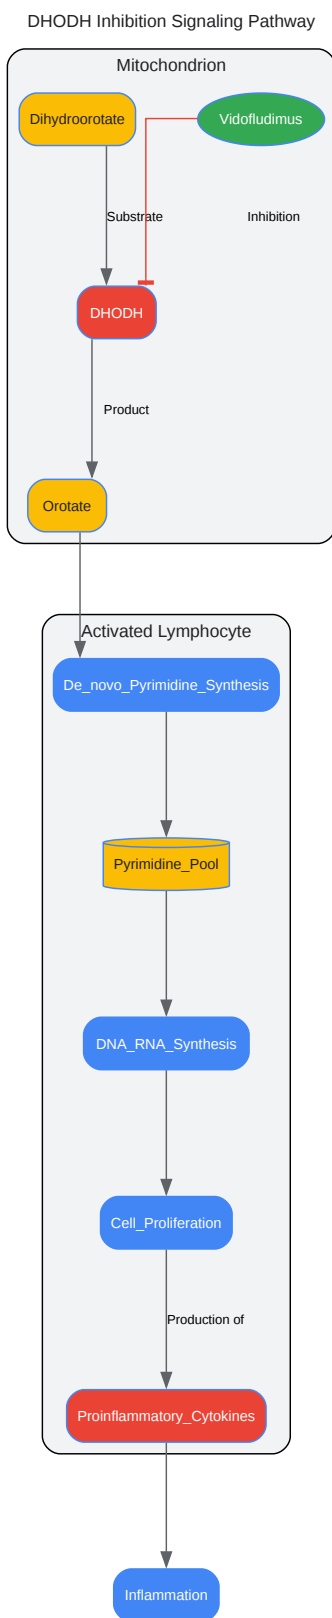 DHODH Inhibition Signaling Pathway
Mitochondrion
Dihydroorotate
Vidofludimus
Substrate
Inhibition
DHODH
Product
Orotate
Activated Lymphocyte
De_novo_Pyrimidine_Synthesis
Pyrimidine_Pool
DNA_RNA_Synthesis
Cell_Proliferation
Production of
Proinflammatory_Cytokines
Inflammation